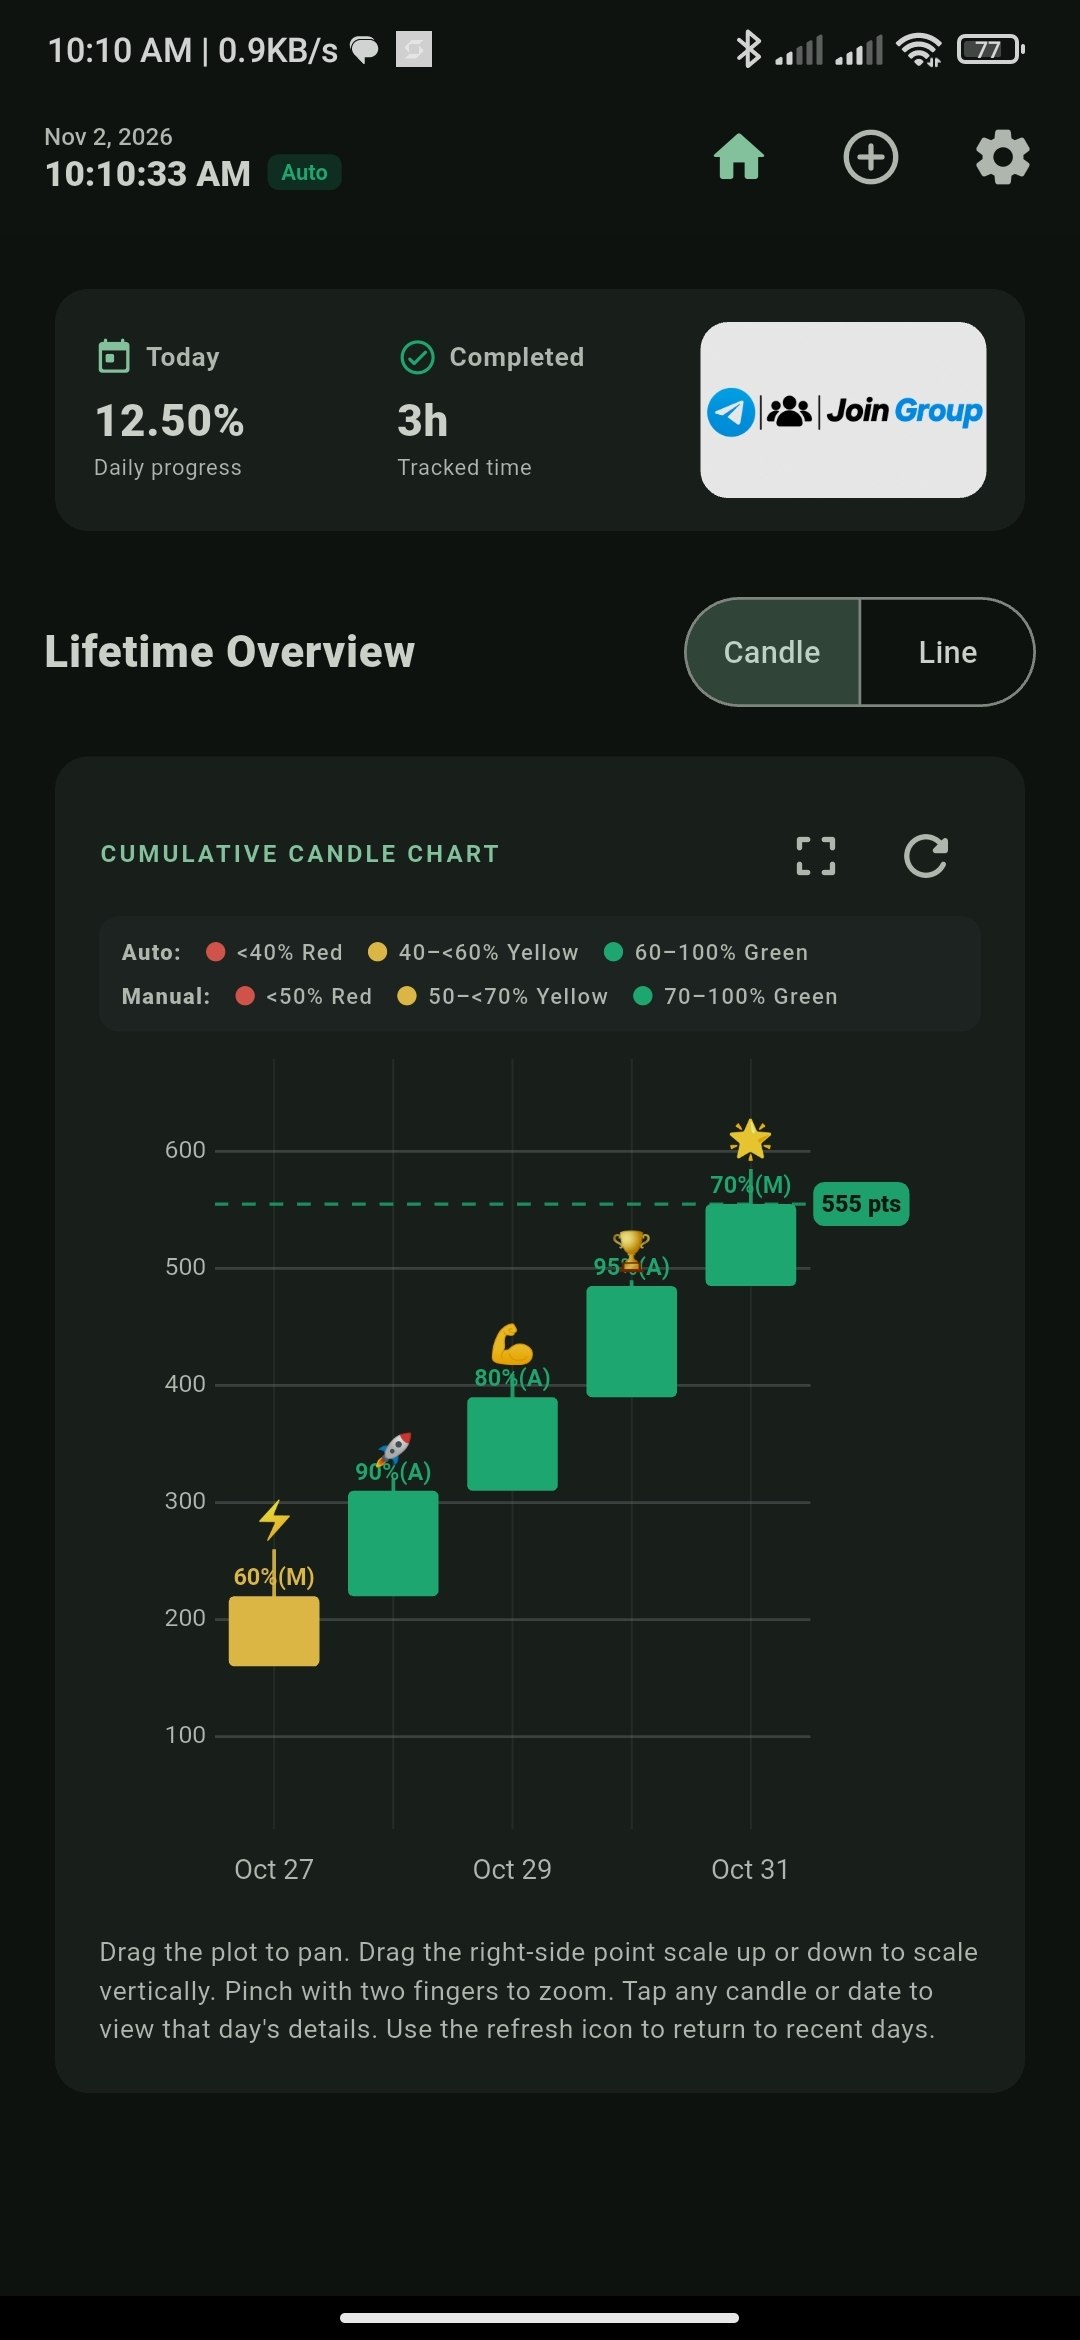 10:10 AM | 0.9KB/s
77
Nov 2, 2026
10:10:33 AM Auto
Today
Completed
12.50%
3h
Daily progress
Tracked time
Join Group
Lifetime Overview
Candle
Line
CUMULATIVE CANDLE CHART
Auto: <40% Red 40–<60% Yellow 60–100% Green
Manual: <50% Red 50–<70% Yellow 70–100% Green
600
70%(M)
555 pts
500
95%(A)
400
80%(A)
90%(A)
300
60%(M)
200
100
Oct 27
Oct 29
Oct 31
Drag the plot to pan. Drag the right-side point scale up or down to scale
vertically. Pinch with two fingers to zoom. Tap any candle or date to
view that day's details. Use the refresh icon to return to recent days.